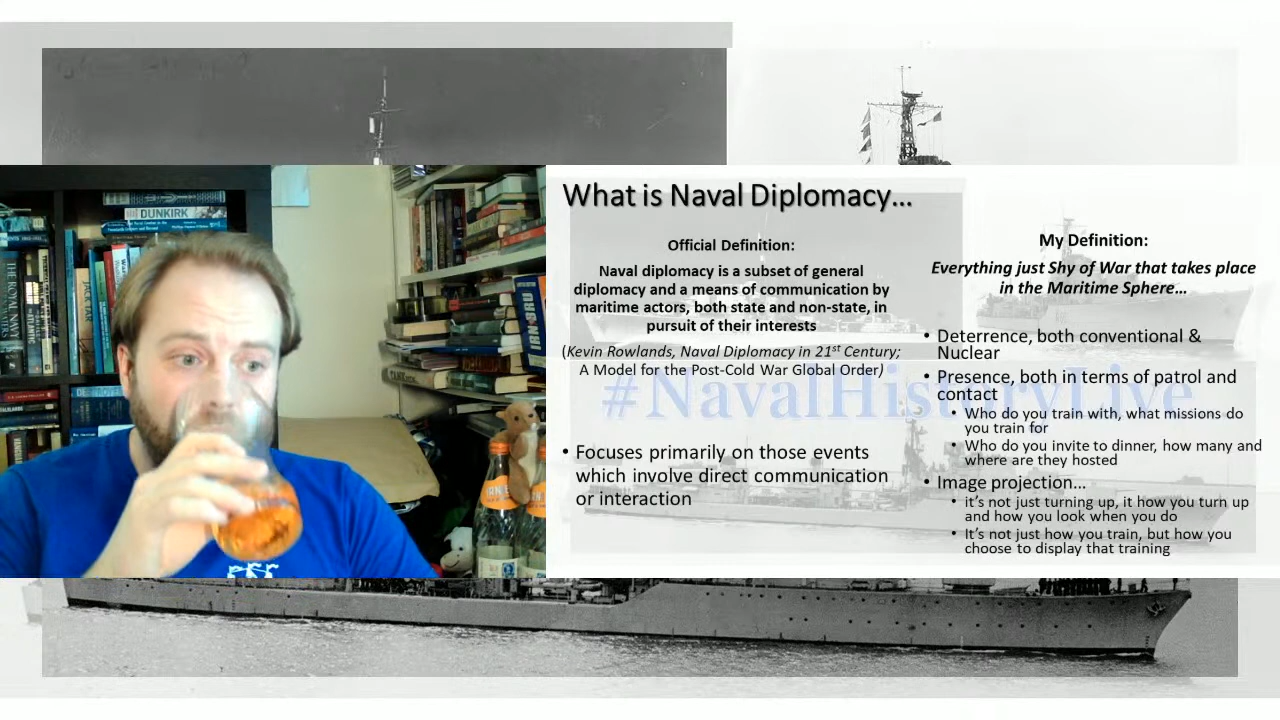 DUNKIRK
THE ROYAL NAVY
JACK TAR
What is Naval Diplomacy...
Official Definition:
Naval diplomacy is a subset of general
diplomacy and a means of communication by
maritime actors, both state and non-state, in
pursuit of their interests
(Kevin Rowlands, Naval Diplomacy in 21st Century;
A Model for the Post-Cold War Global Order)
• Focuses primarily on those events
which involve direct communication
or interaction
My Definition:
Everything just Shy of War that takes place
in the Maritime Sphere...
• Deterrence, both conventional &
Nuclear
• Presence, both in terms of patrol and
contact
• Who do you train with, what missions do
you train for
• Who do you invite to dinner, how many and
where are they hosted
• Image projection...
• it's not just turning up, it how you turn up
and how you look when you do
• It's not just how you train, but how you
choose to display that training
#NavalHistoryLive